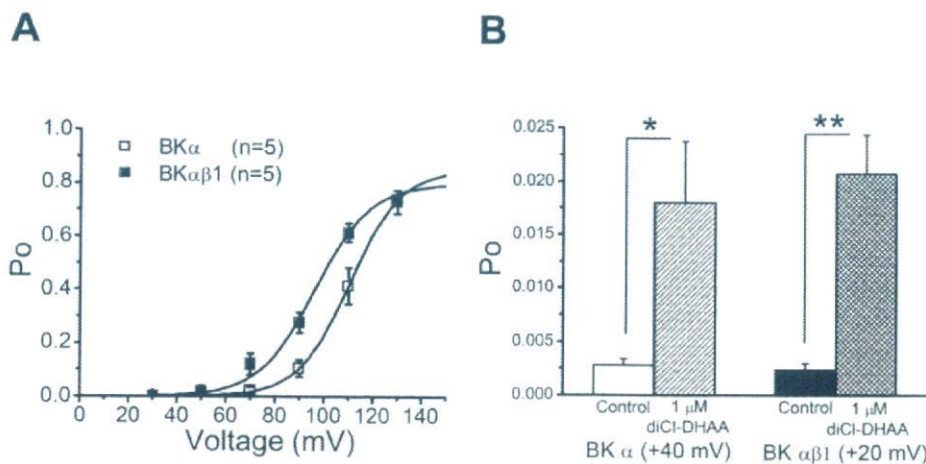 A
BKα (n=5)
BKαβ1 (n=5)
Po
1.0
0.8
0.6
0.4
0.2
0.0
0 20 40 60 80 100 120 140
Voltage (mV)
B
* **
Po
0.025
0.020
0.015
0.010
0.005
0.000
Control 1 μM diCl-DHAA
Control 1 μM diCl-DHAA
BK α (+40 mV) BK αβ1 (+20 mV)